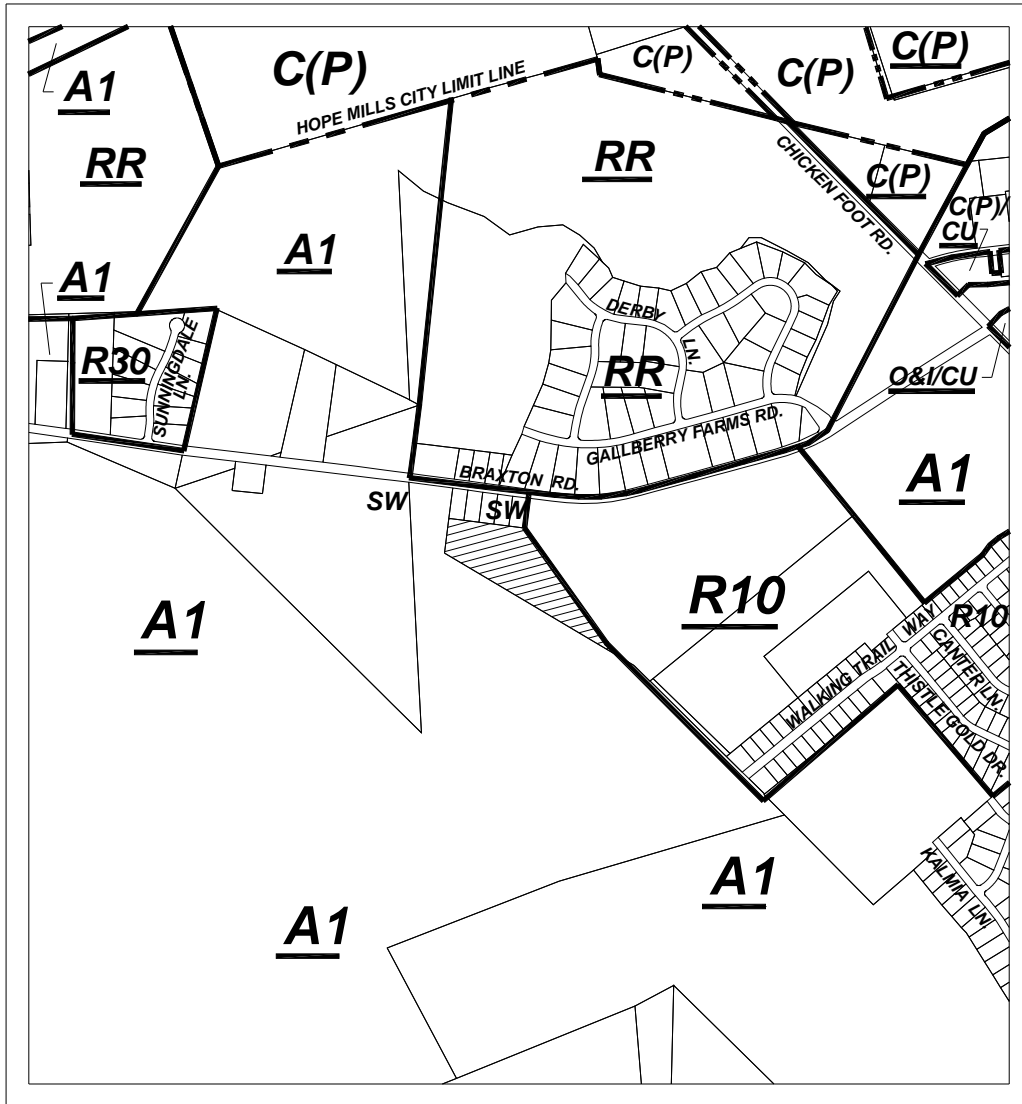 C(P)
C(P)
C(P)
C(P)
A1
HOPE MILLS CITY LIMIT LINE
RR
RR
CHICKEN FOOT RD.
C(P)
C(P)/
CU
A1
A1
DERBY
LN.
R30
SUNNINGDALE
LN.
RR
O&I/CU
GALLBERRY FARMS RD.
BRAXTON RD.
SW
SW
A1
R10
A1
R10
WALKING TRAIL WAY
CANTER LN.
THISTLE GOLD DR.
KALMIA LN.
A1
A1